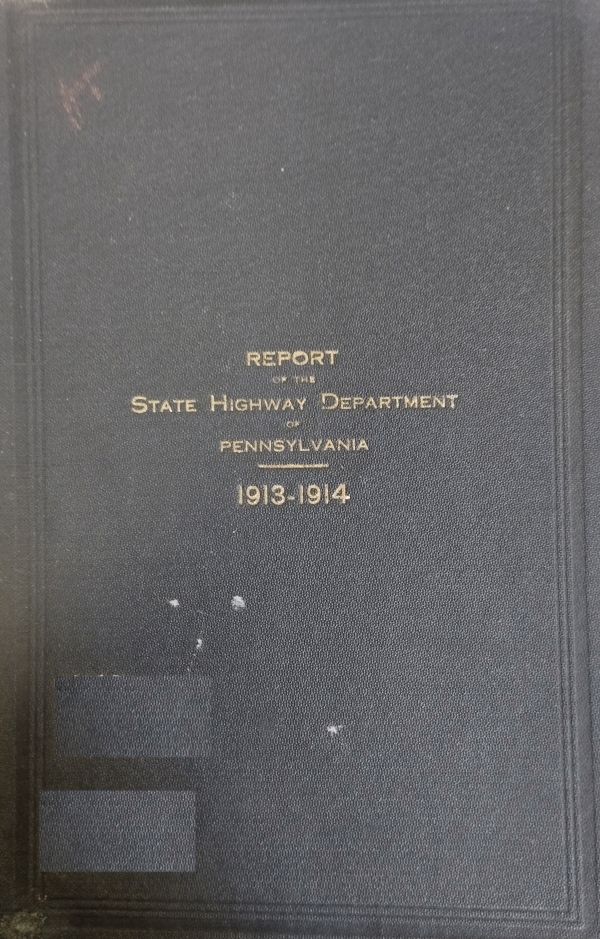 REPORT
OF THE
STATE HIGHWAY DEPARTMENT
OF
PENNSYLVANIA
1913-1914